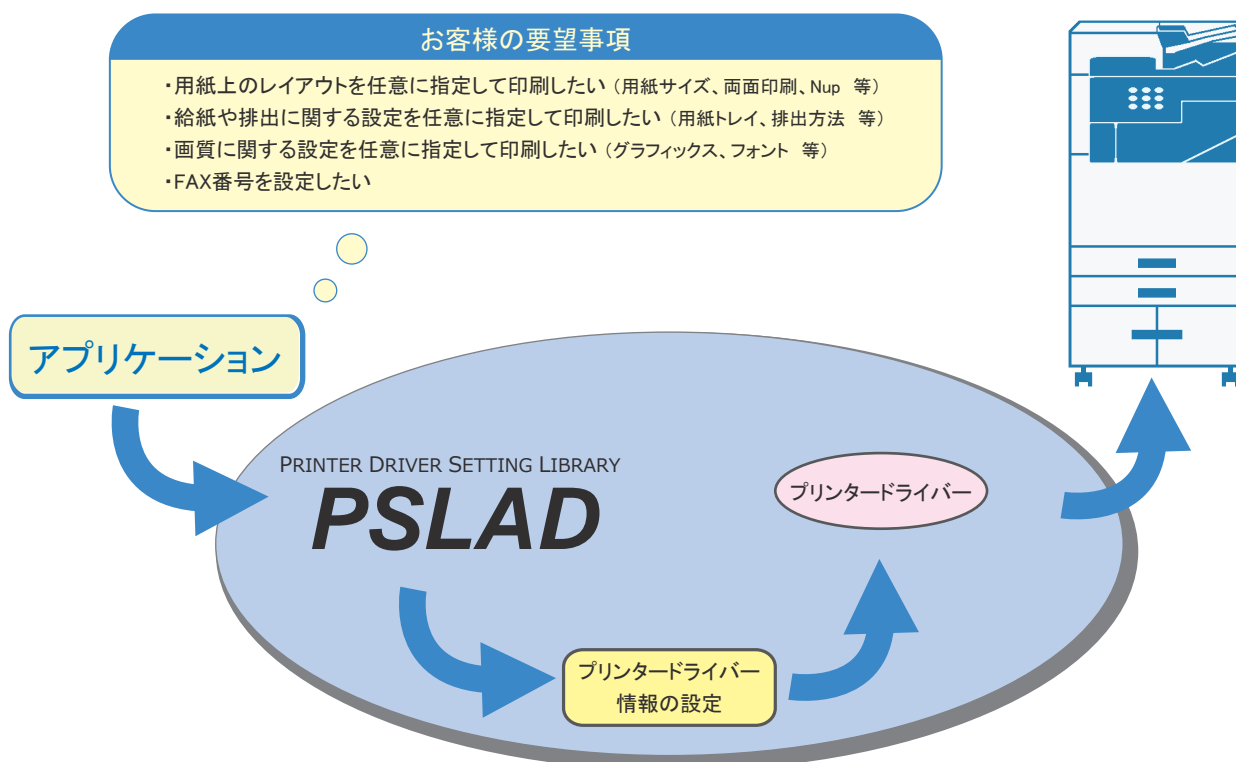 お客様の要望事項
・用紙上のレイアウトを任意に指定して印刷したい（用紙サイズ、両面印刷、Nup 等）
・給紙や排出に関する設定を任意に指定して印刷したい（用紙トレイ、排出方法 等）
・画質に関する設定を任意に指定して印刷したい（グラフィックス、フォント 等）
・FAX番号を設定したい
アプリケーション
PRINTER DRIVER SETTING LIBRARY
PSLAD
プリンタードライバー
プリンタードライバー
情報の設定